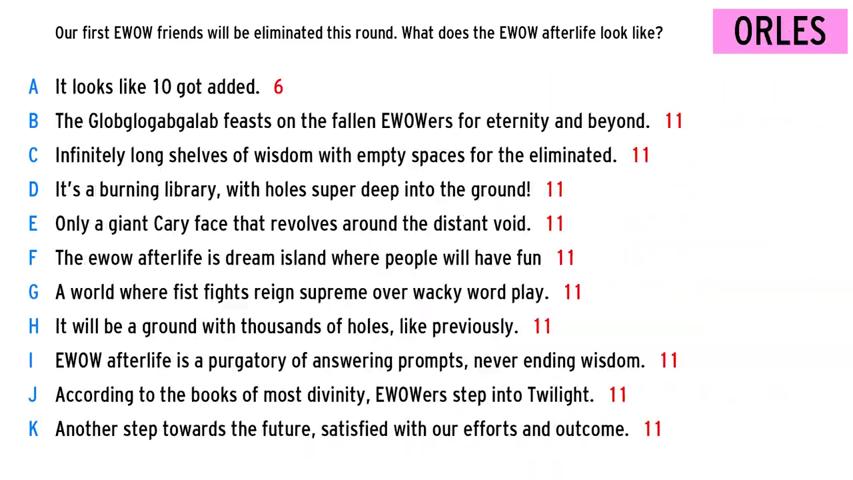 Our first EWOW friends will be eliminated this round. What does the EWOW afterlife look like?
ORLES
A It looks like 10 got added. 6
B The Globglogabgalab feasts on the fallen EWOWers for eternity and beyond. 11
C Infinitely long shelves of wisdom with empty spaces for the eliminated. 11
D It's a burning library, with holes super deep into the ground! 11
E Only a giant Cary face that revolves around the distant void. 11
F The ewow afterlife is dream island where people will have fun 11
G A world where fist fights reign supreme over wacky word play. 11
H It will be a ground with thousands of holes, like previously. 11
I EWOW afterlife is a purgatory of answering prompts, never ending wisdom. 11
J According to the books of most divinity, EWOWers step into Twilight. 11
K Another step towards the future, satisfied with our efforts and outcome. 11